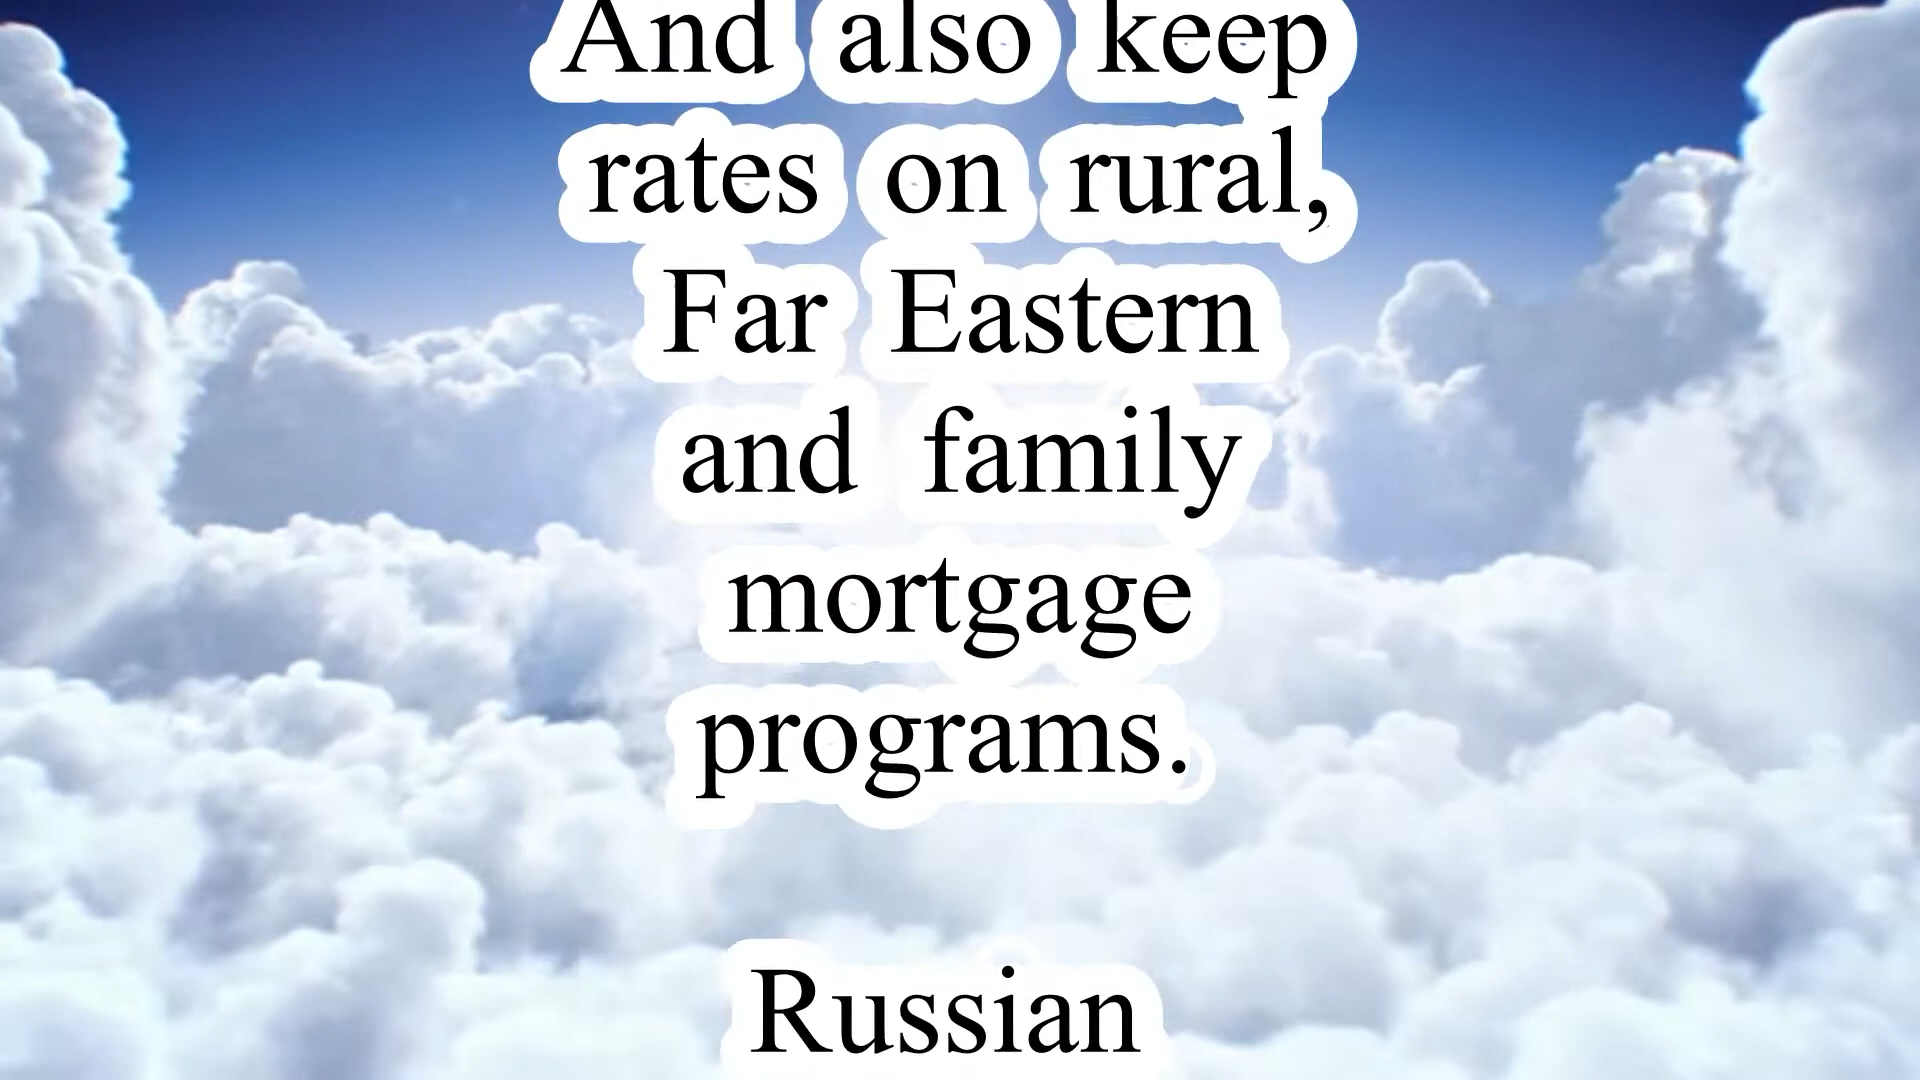 And also keep
rates on rural,
Far Eastern
and family
mortgage
programs.
Russian